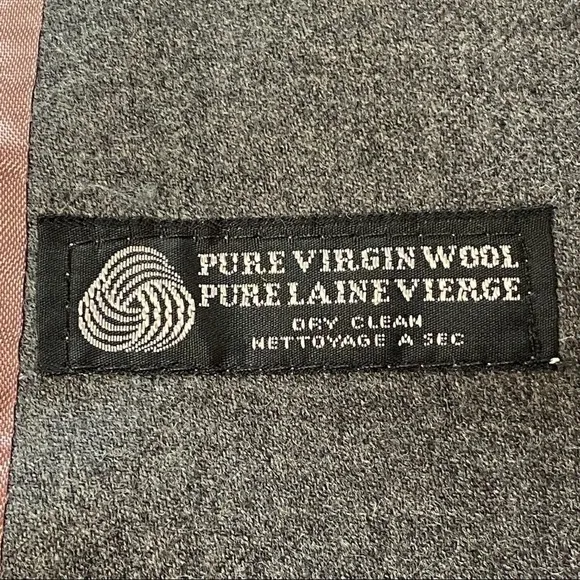 PURE VIRGIN WOOL
PURE LAINE VIERGE
DRY CLEAN
NETTOYAGE A SEC